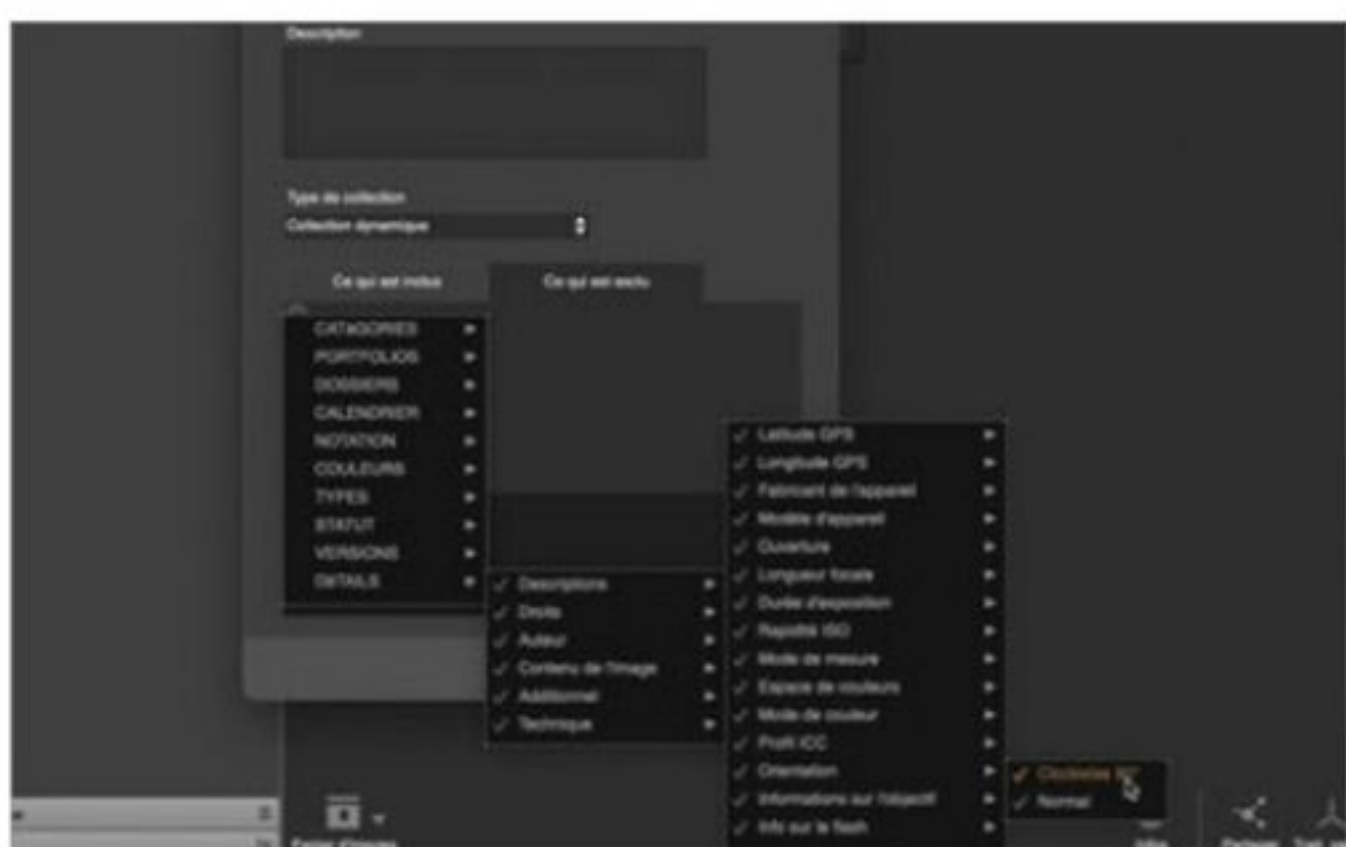 Description
Type de collection
Collection dynamique
Ce qui est inclus
Ce qui est exclu
CATéGORIES
PORTFOLIOS
DOSSIERS
CALENDRIER
NOTATION
COULEURS
TYPES
STATUT
VERSIONS
DéTAILS
Descriptions
Droits
Auteur
Contenu de l'image
Additionnel
Technique
Latitude GPS
Longitude GPS
Fabricant de l'appareil
Modèle d'appareil
Ouverture
Longueur focale
Durée d'exposition
Rapidité ISO
Mode de mesure
Espace de couleurs
Mode de couleur
Profil ICC
Orientation
Informations sur l'objectif
Info sur le flash
Clockwise
Normal